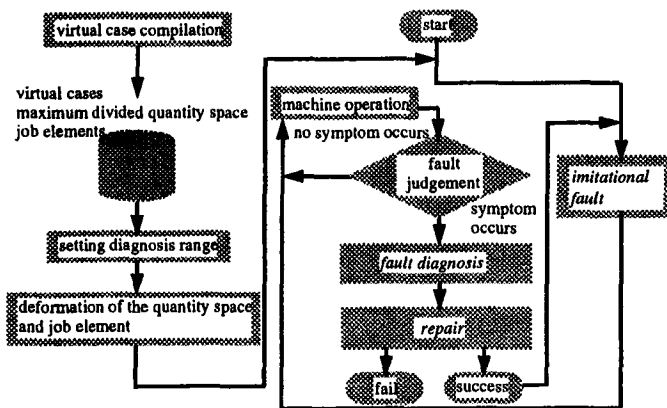 virtual case compilation
virtual cases
maximum divided quantity space
job elements
setting diagnosis range
deformation of the quantity space
and job element
start
machine operation
no symptom occurs
fault
judgement
symptom
occurs
fault diagnosis
repair
fail
success
imitational
fault